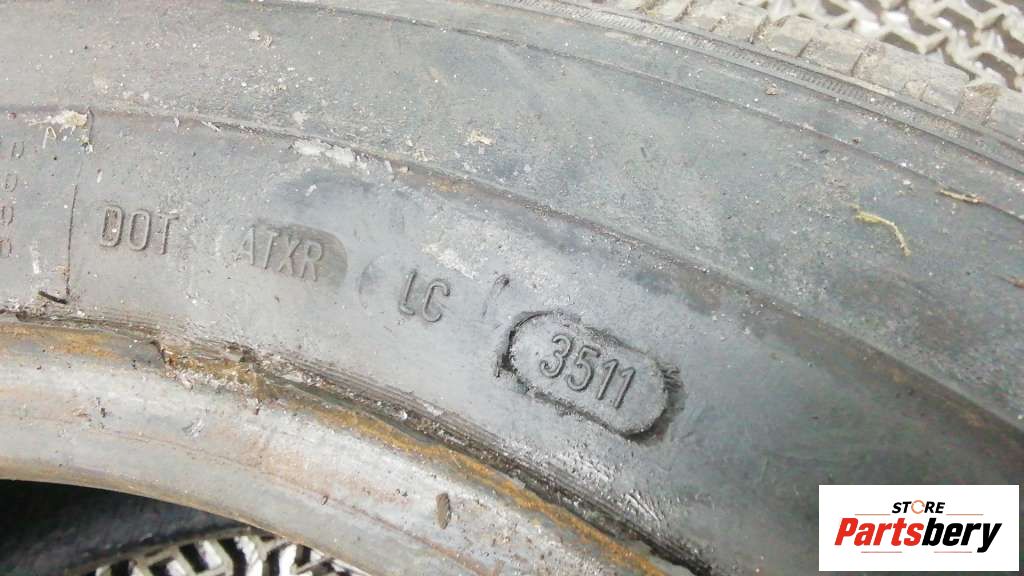 DOT ATXR LC 3511
STORE
Partsbery